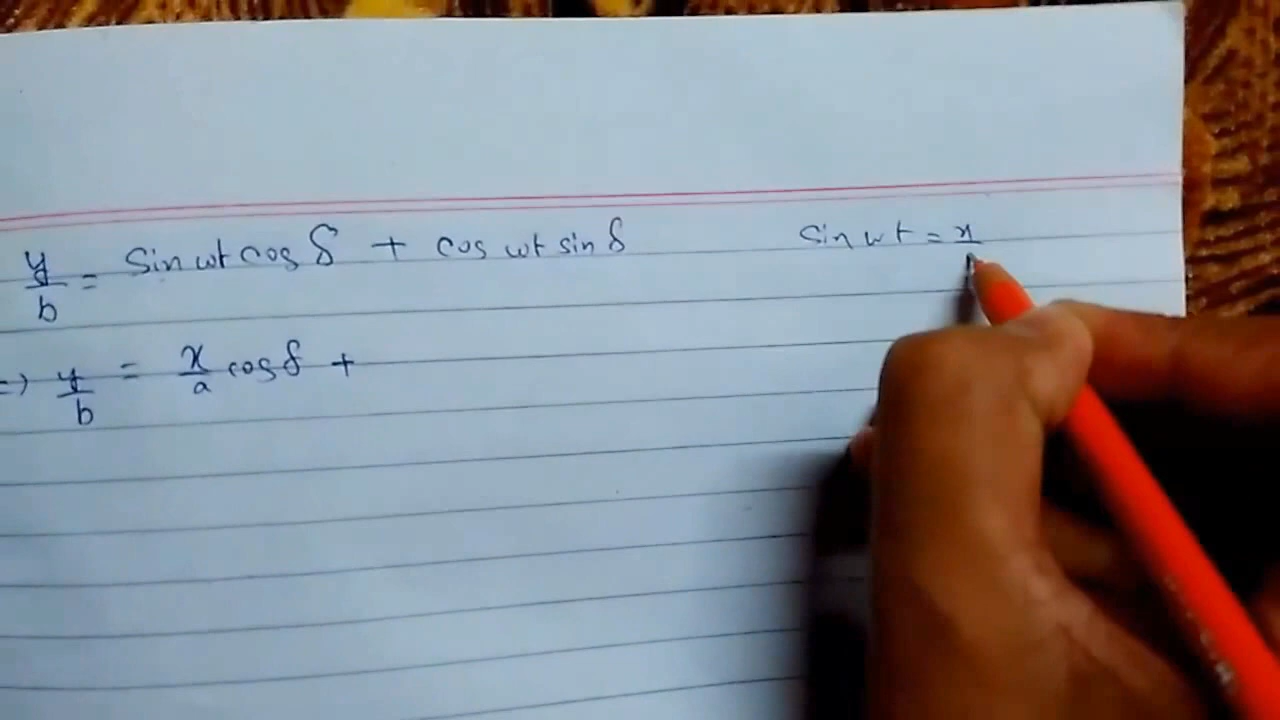 y/b = Sin ωt cos δ + cos ωt sin δ
sin ωt = x/
=) y/b = x/a cos δ +